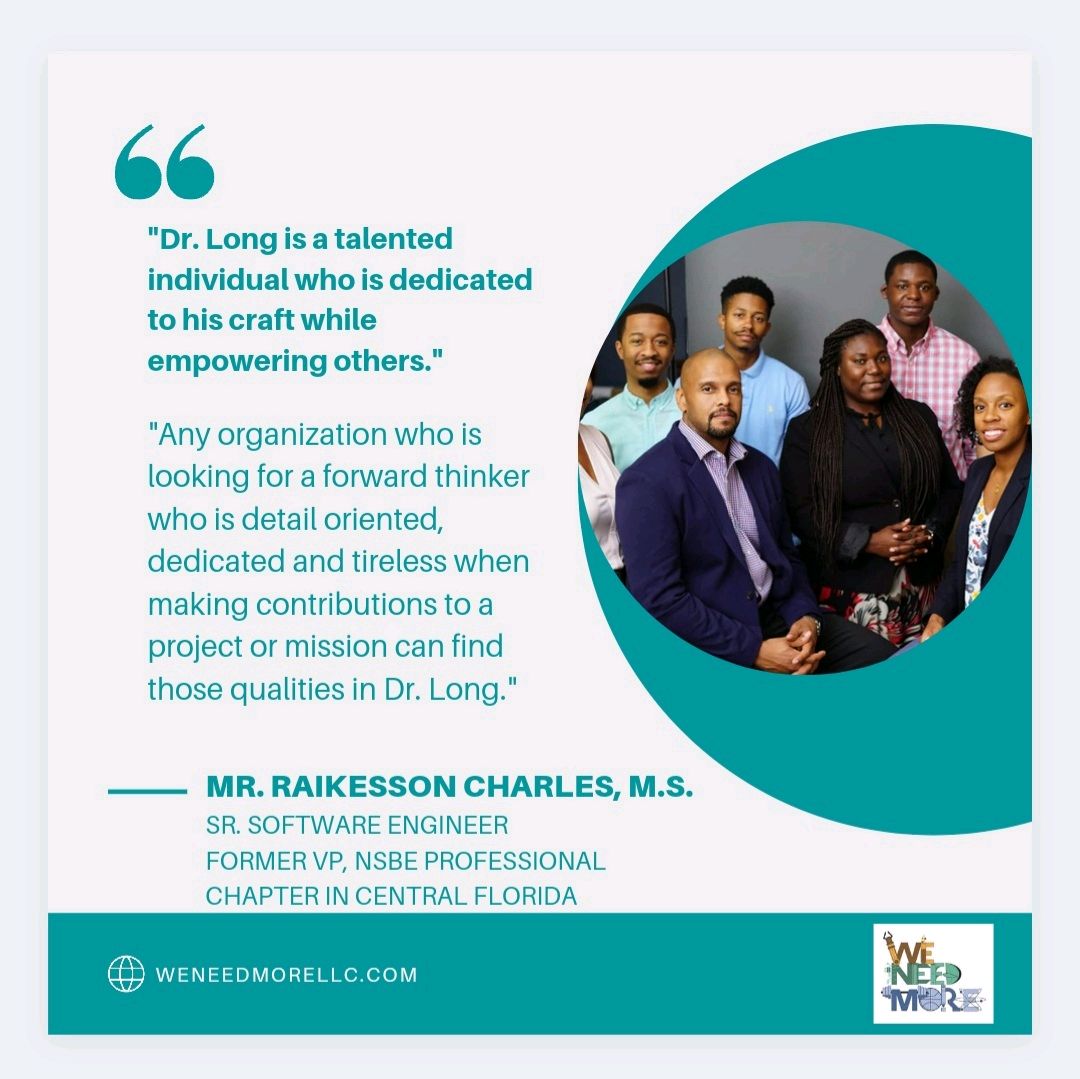 "Dr. Long is a talented
individual who is dedicated
to his craft while
empowering others."
"Any organization who is
looking for a forward thinker
who is detail oriented,
dedicated and tireless when
making contributions to a
project or mission can find
those qualities in Dr. Long."
MR. RAIKESSON CHARLES, M.S.
SR. SOFTWARE ENGINEER
FORMER VP, NSBE PROFESSIONAL
CHAPTER IN CENTRAL FLORIDA
WENEEDMORELLC.COM
WE
NEED
MORE